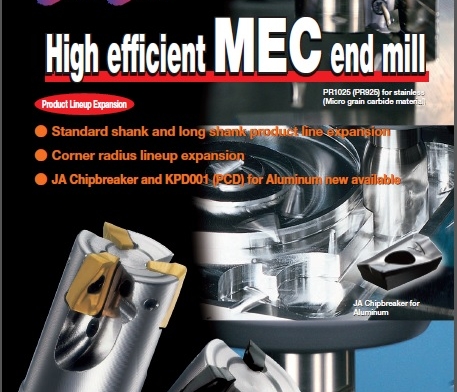 High efficient MEC end mill
PR1025 (PR925) for stainless
(Micro grain carbide material)
Product Lineup Expansion
Standard shank and long shank product line expansion
Corner radius lineup expansion
JA Chipbreaker and KPD001 (PCD) for Aluminum new available
JA Chipbreaker for
Aluminum